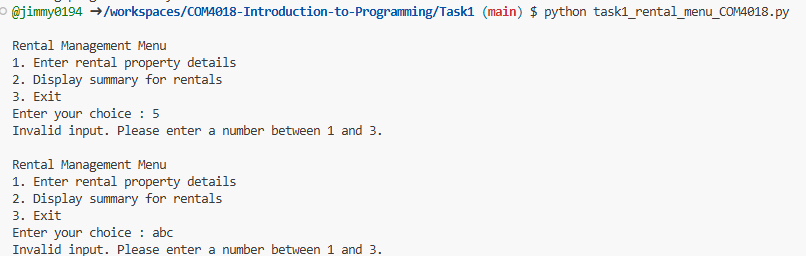 @jimmy0194 ➜/workspaces/COM4018-Introduction-to-Programming/Task1 (main) $ python task1_rental_menu_COM4018.py
Rental Management Menu
1. Enter rental property details
2. Display summary for rentals
3. Exit
Enter your choice : 5
Invalid input. Please enter a number between 1 and 3.
Rental Management Menu
1. Enter rental property details
2. Display summary for rentals
3. Exit
Enter your choice : abc
Invalid input. Please enter a number between 1 and 3.